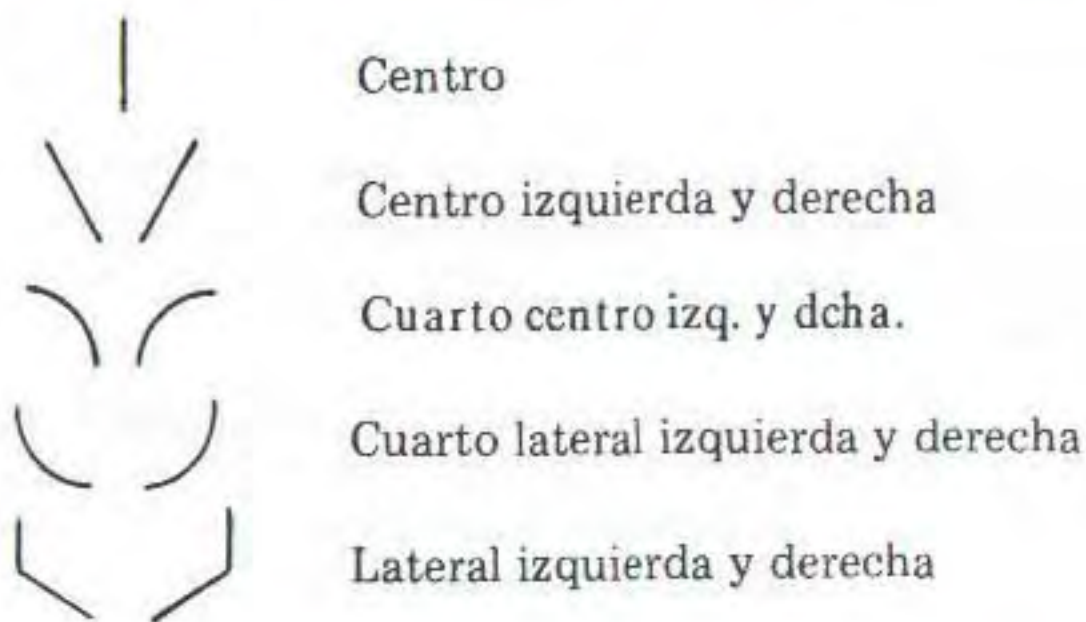 Centro
Centro izquierda y derecha
Cuarto centro izq. y dcha.
Cuarto lateral izquierda y derecha
Lateral izquierda y derecha